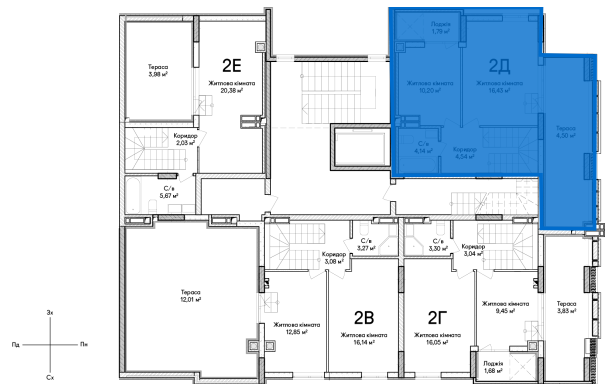 Тераса
3,98 м²
2Е
Житлова кімната
20,38 м²
Коридор
2,03 м²
С/в
5,67 м²
Лоджія
1,79 м²
2Д
Житлова кімната
10,20 м²
Житлова кімната
16,43 м²
С/в
4,14 м²
Коридор
4,54 м²
Тераса
4,50 м²
Тераса
12,01 м²
Коридор
3,08 м²
С/в
3,27 м²
Житлова кімната
12,85 м²
2В
Житлова кімната
16,14 м²
С/в
3,30 м²
Коридор
3,04 м²
2Г
Житлова кімната
16,05 м²
Житлова кімната
9,45 м²
Тераса
3,83 м²
Лоджія
1,68 м²
Зх
Пд
Пн
Сх